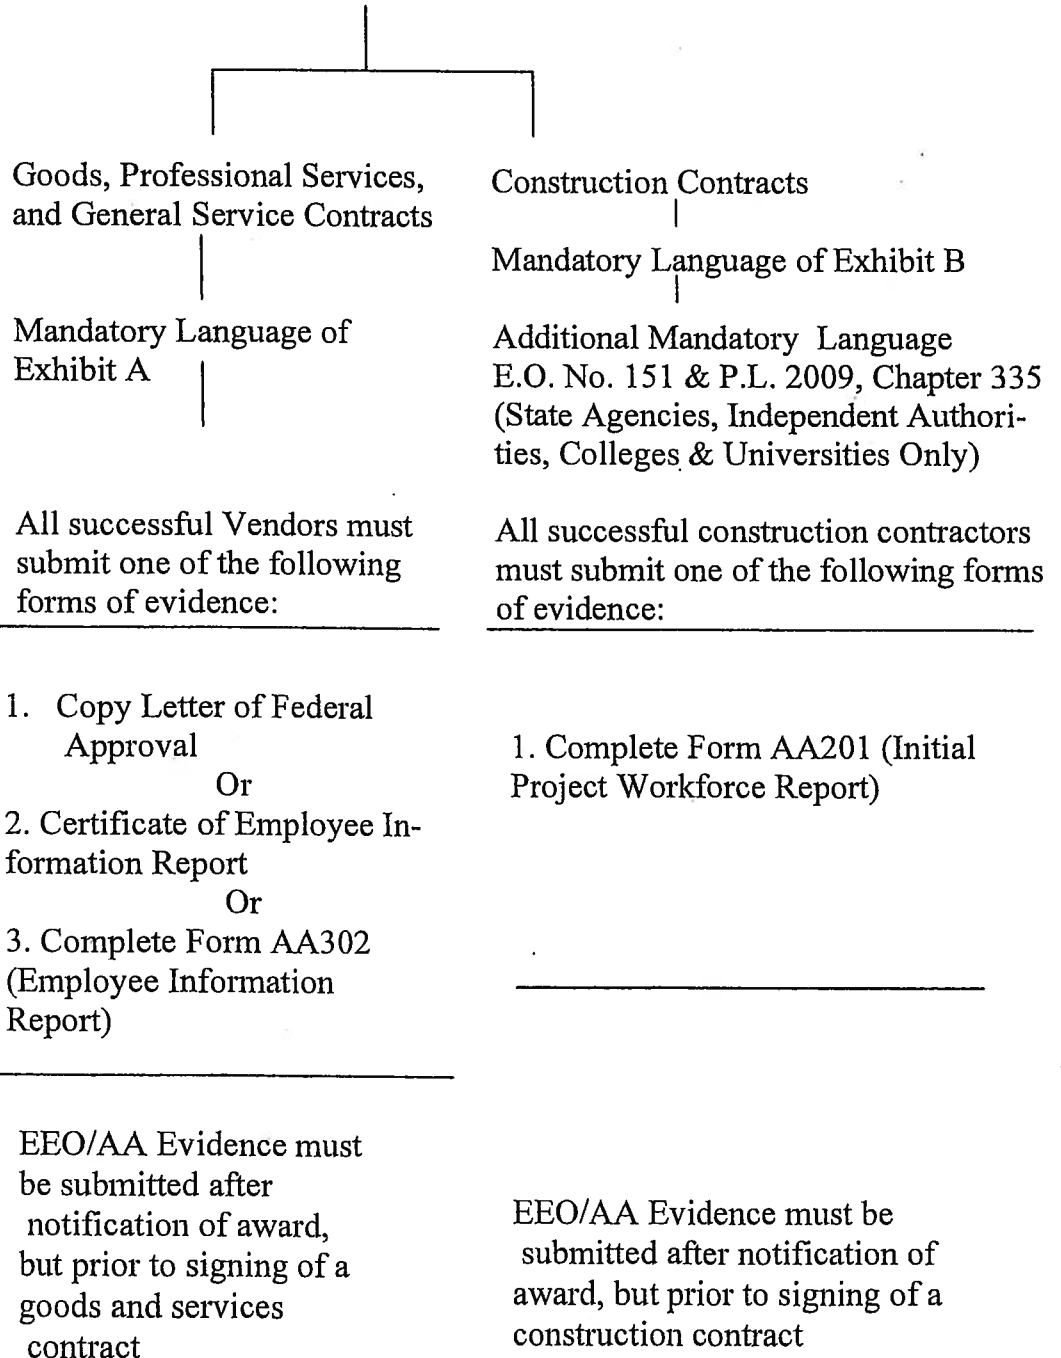 Goods, Professional Services,
and General Service Contracts
Mandatory Language of
Exhibit A
All successful Vendors must
submit one of the following
forms of evidence:
1. Copy Letter of Federal
Approval
Or
2. Certificate of Employee In-
formation Report
Or
3. Complete Form AA302
(Employee Information
Report)
EEO/AA Evidence must
be submitted after
notification of award,
but prior to signing of a
goods and services
contract
Construction Contracts
Mandatory Language of Exhibit B
Additional Mandatory Language
E.O. No. 151 & P.L. 2009, Chapter 335
(State Agencies, Independent Authori-
ties, Colleges & Universities Only)
All successful construction contractors
must submit one of the following forms
of evidence:
1. Complete Form AA201 (Initial
Project Workforce Report)
EEO/AA Evidence must be
submitted after notification of
award, but prior to signing of a
construction contract